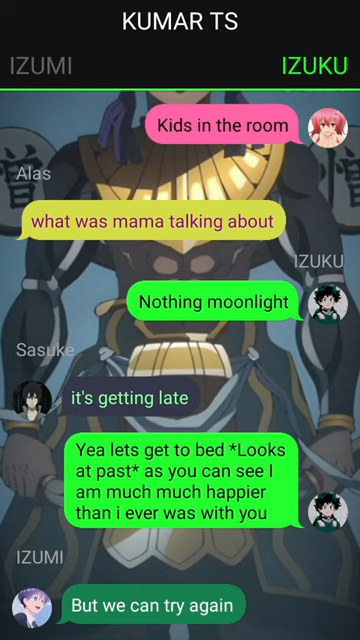 KUMAR TS
IZUMI
IZUKU
Kids in the room
Alas
what was mama talking about
IZUKU
Nothing moonlight
Sasuke
it's getting late
Yea lets get to bed *Looks
at past* as you can see I
am much much happier
than i ever was with you
IZUMI
But we can try again